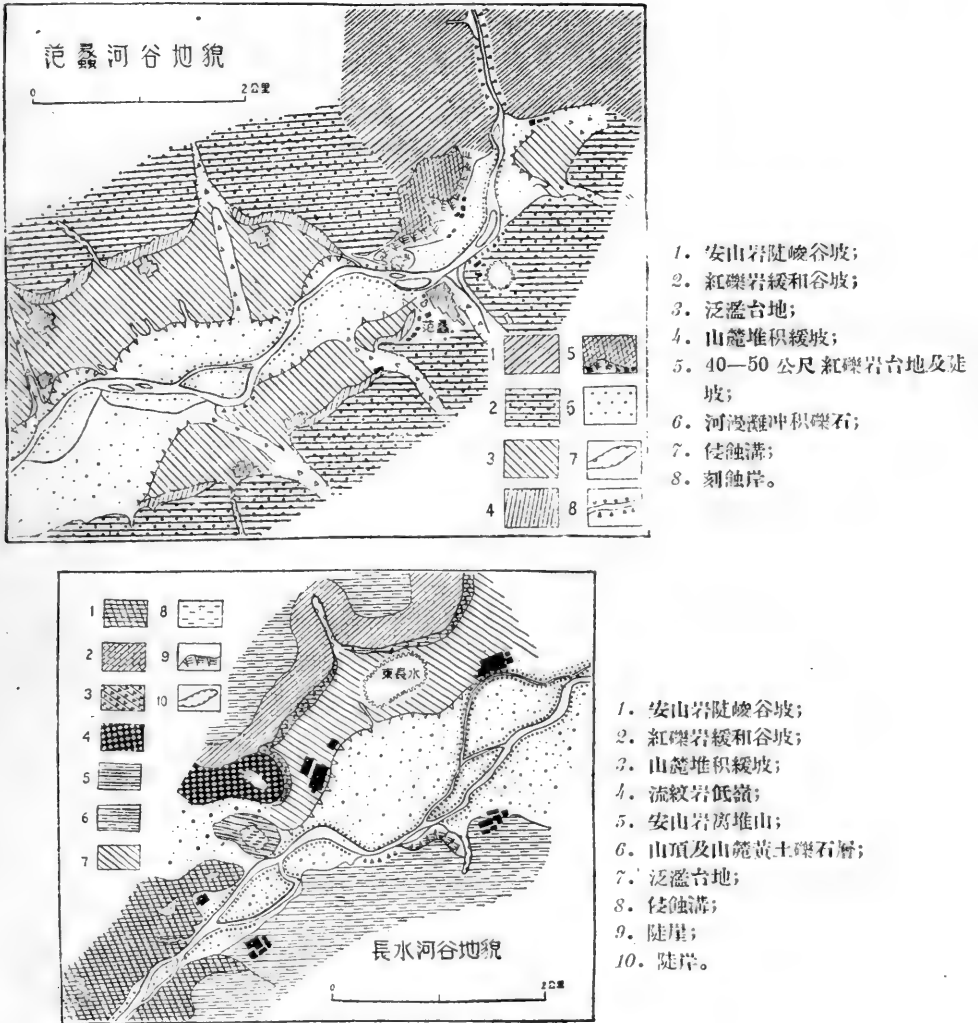 范蠡河谷地貌
0 2公里
范蠡
1 5
2 6
3 7
4 8
1. 安山岩陡峻谷坡;
2. 紅礫岩緩和谷坡;
3. 泛濫台地;
4. 山麓堆积緩坡;
5. 40—50 公尺紅礫岩台地及陡
坡;
6. 河漫灘冲积礫石;
7. 侵蝕溝;
8. 刻蝕岸。
1 8
2 9
3 10
4
5
6
7
東長水
長水河谷地貌
0 2公里
1. 安山岩陡峻谷坡;
2. 紅礫岩緩和谷坡;
3. 山麓堆积緩坡;
4. 流紋岩低嶺;
5. 安山岩离堆山;
6. 山頂及山麓黃土礫石層;
7. 泛濫台地;
8. 侵蝕溝;
9. 陡崖;
10. 陡岸。